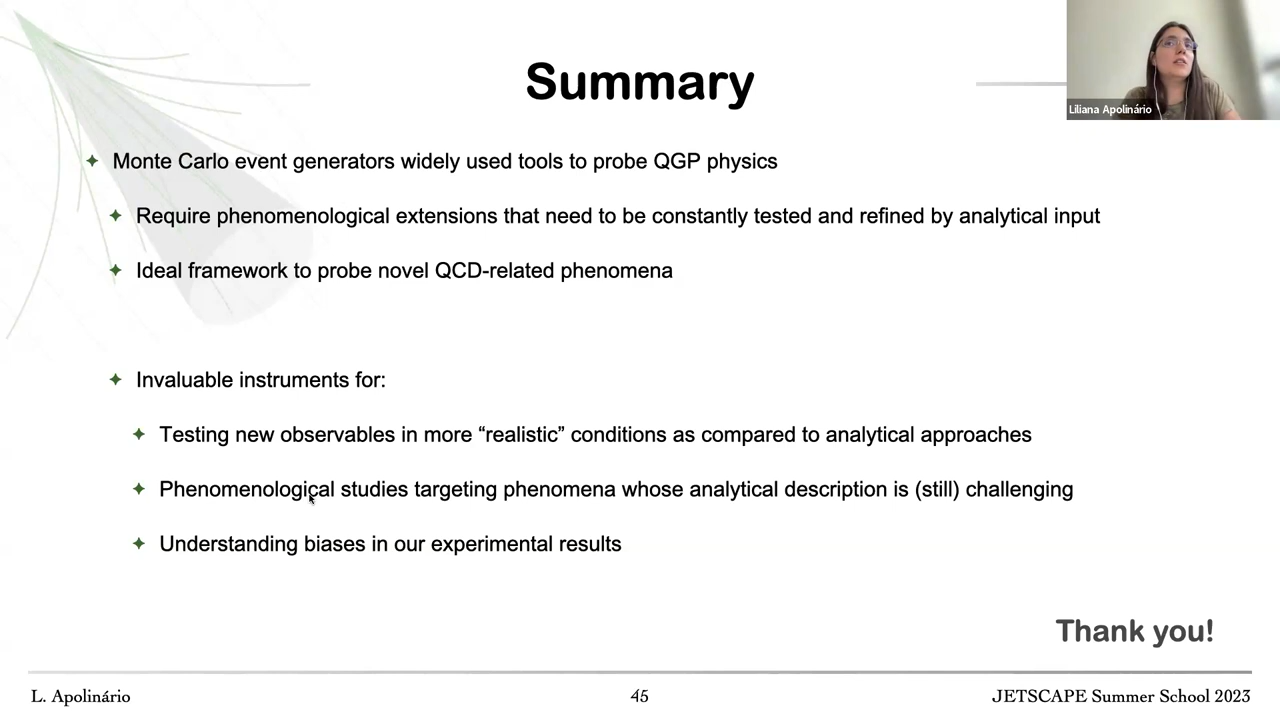 Summary
Liliana Apolinário
✦ Monte Carlo event generators widely used tools to probe QGP physics
✦ Require phenomenological extensions that need to be constantly tested and refined by analytical input
✦ Ideal framework to probe novel QCD-related phenomena
✦ Invaluable instruments for:
✦ Testing new observables in more “realistic” conditions as compared to analytical approaches
✦ Phenomenological studies targeting phenomena whose analytical description is (still) challenging
✦ Understanding biases in our experimental results
Thank you!
L. Apolinário
45
JETSCAPE Summer School 2023